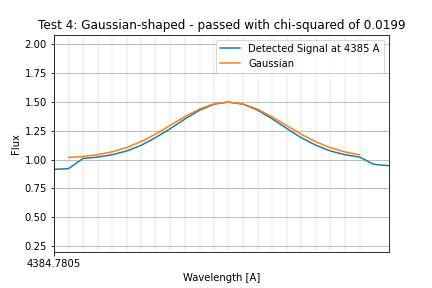 Test 4: Gaussian-shaped - passed with chi-squared of 0.0199
2.00
1.75
1.50
1.25
1.00
0.75
0.50
0.25
Flux
Detected Signal at 4385 A
Gaussian
4384.7805
Wavelength [A]